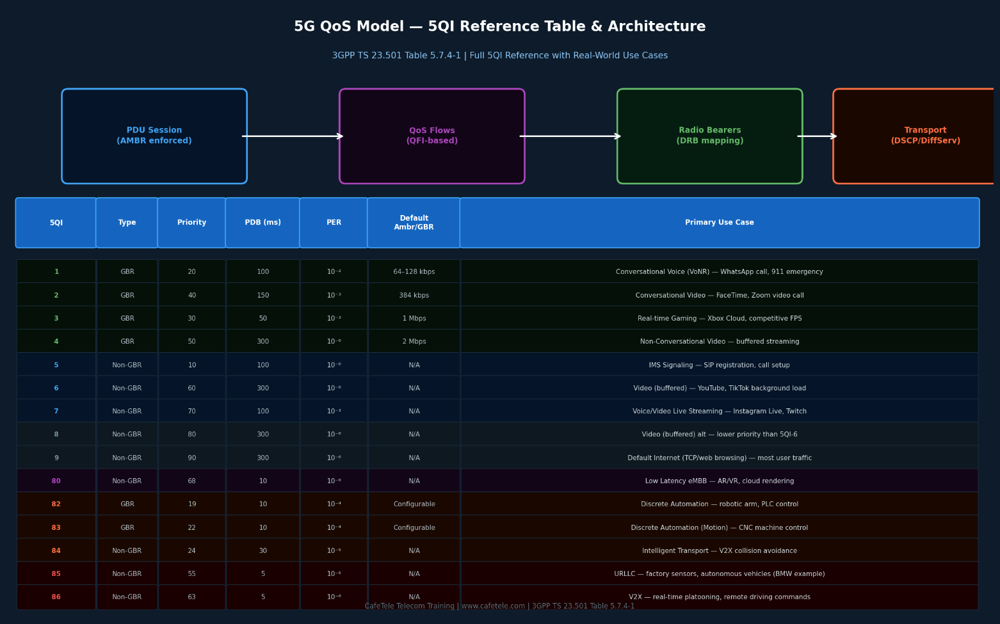 5G QoS Model — 5QI Reference Table & Architecture
3GPP TS 23.501 Table 5.7.4-1 | Full 5QI Reference with Real-World Use Cases
PDU Session
(AMBR enforced)
QoS Flows
(QFI-based)
Radio Bearers
(DRB mapping)
Transport
(DSCP/DiffServ)
5QI Type Priority PDB (ms) PER Default Ambr/GBR Primary Use Case
1 GBR 20 100 10⁻² 64–128 kbps Conversational Voice (VoNR) — WhatsApp call, 911 emergency
2 GBR 40 150 10⁻³ 384 kbps Conversational Video — FaceTime, Zoom video call
3 GBR 30 50 10⁻³ 1 Mbps Real-time Gaming — Xbox Cloud, competitive FPS
4 GBR 50 300 10⁻⁶ 2 Mbps Non-Conversational Video — buffered streaming
5 Non-GBR 10 100 10⁻⁶ N/A IMS Signaling — SIP registration, call setup
6 Non-GBR 60 300 10⁻⁶ N/A Video (buffered) — YouTube, TikTok background load
7 Non-GBR 70 100 10⁻³ N/A Voice/Video Live Streaming — Instagram Live, Twitch
8 Non-GBR 80 300 10⁻⁶ N/A Video (buffered) alt — lower priority than 5QI-6
9 Non-GBR 90 300 10⁻⁶ N/A Default Internet (TCP/web browsing) — most user traffic
80 Non-GBR 68 10 10⁻⁶ N/A Low Latency eMBB — AR/VR, cloud rendering
82 GBR 19 10 10⁻⁴ Configurable Discrete Automation — robotic arm, PLC control
83 GBR 22 10 10⁻⁴ Configurable Discrete Automation (Motion) — CNC machine control
84 Non-GBR 24 30 10⁻⁵ N/A Intelligent Transport — V2X collision avoidance
85 Non-GBR 55 5 10⁻⁵ N/A URLLC — factory sensors, autonomous vehicles (BMW example)
86 Non-GBR 63 5 10⁻⁶ N/A V2X — real-time platooning, remote driving commands
CafeTele Telecom Training | www.cafetele.com | 3GPP TS 23.501 Table 5.7.4-1